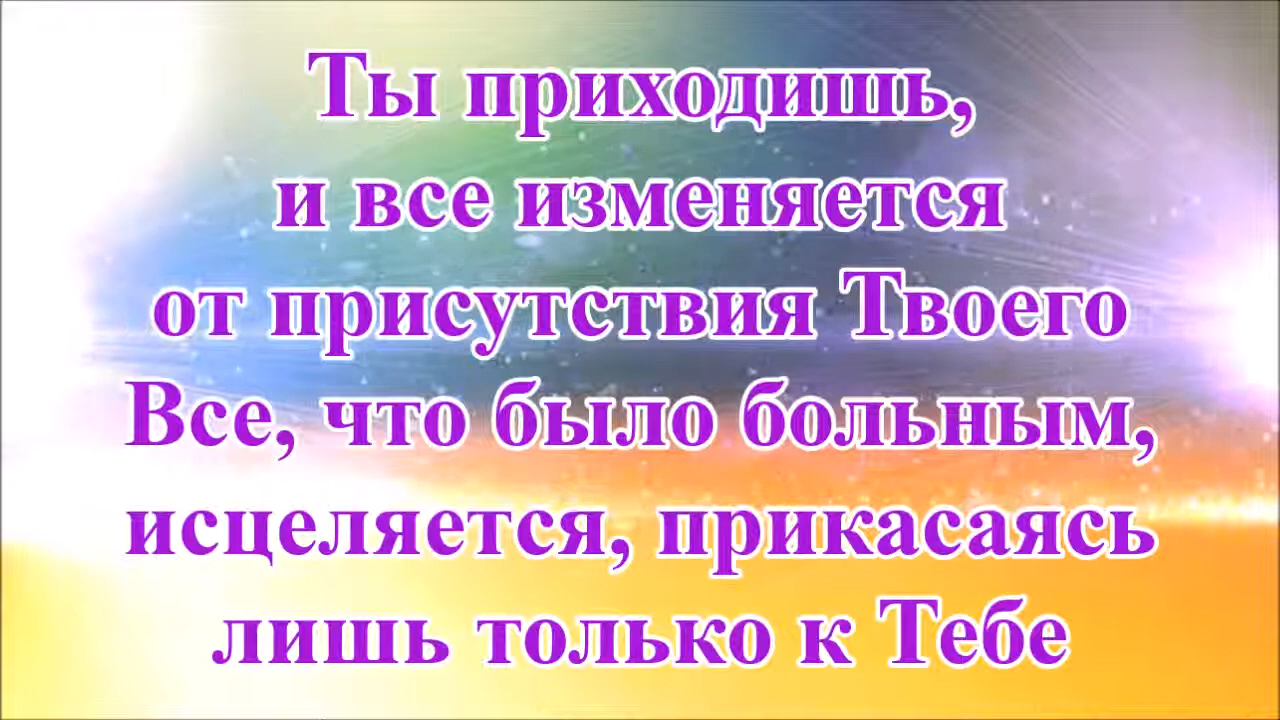 Ты приходишь,
и все изменяется
от присутствия Твоего
Все, что было больным,
исцеляется, прикасаясь
лишь только к Тебе